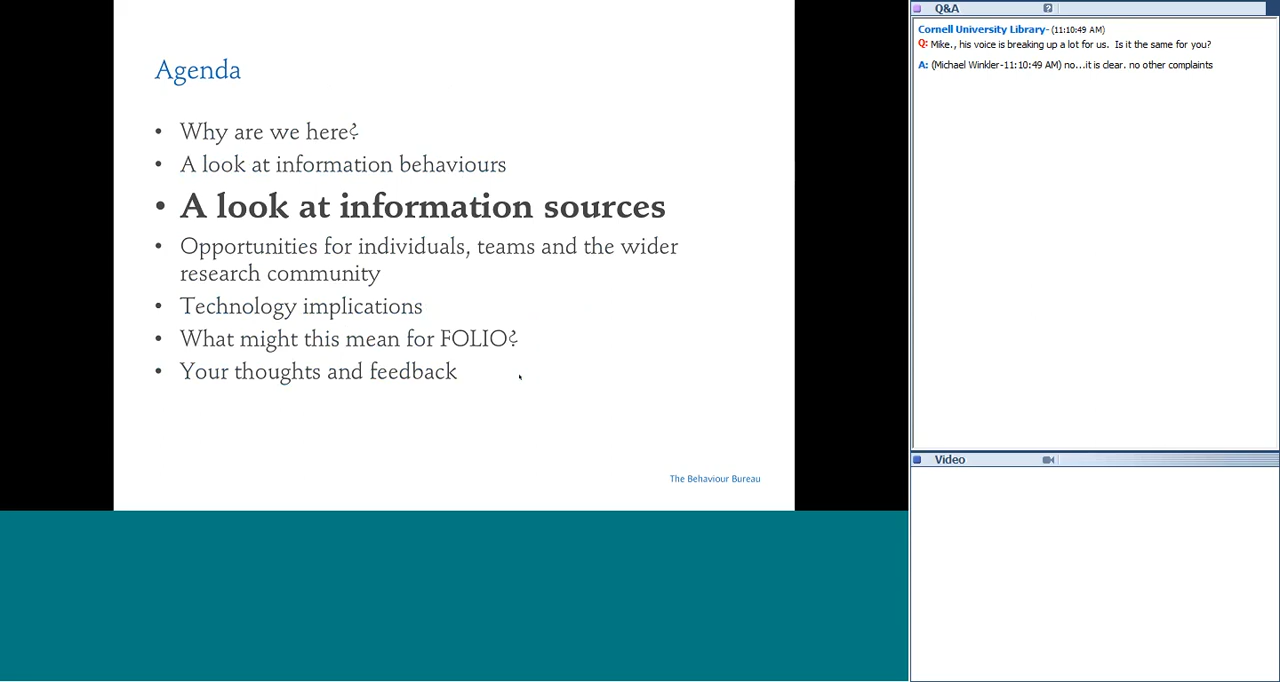 Agenda
• Why are we here?
• A look at information behaviours
• A look at information sources
• Opportunities for individuals, teams and the wider
research community
• Technology implications
• What might this mean for FOLIO?
• Your thoughts and feedback
The Behaviour Bureau
Q&A
Cornell University Library- (11:10:49 AM)
Q: Mike., his voice is breaking up a lot for us. Is it the same for you?
A: (Michael Winkler-11:10:49 AM) no...it is clear. no other complaints
Video